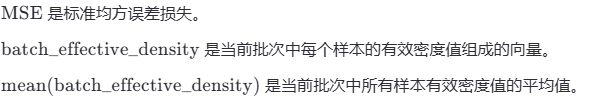 MSE 是标准均方误差损失。
batch_effective_density 是当前批次中每个样本的有效密度值组成的向量。
mean(batch_effective_density) 是当前批次中所有样本有效密度值的平均值。